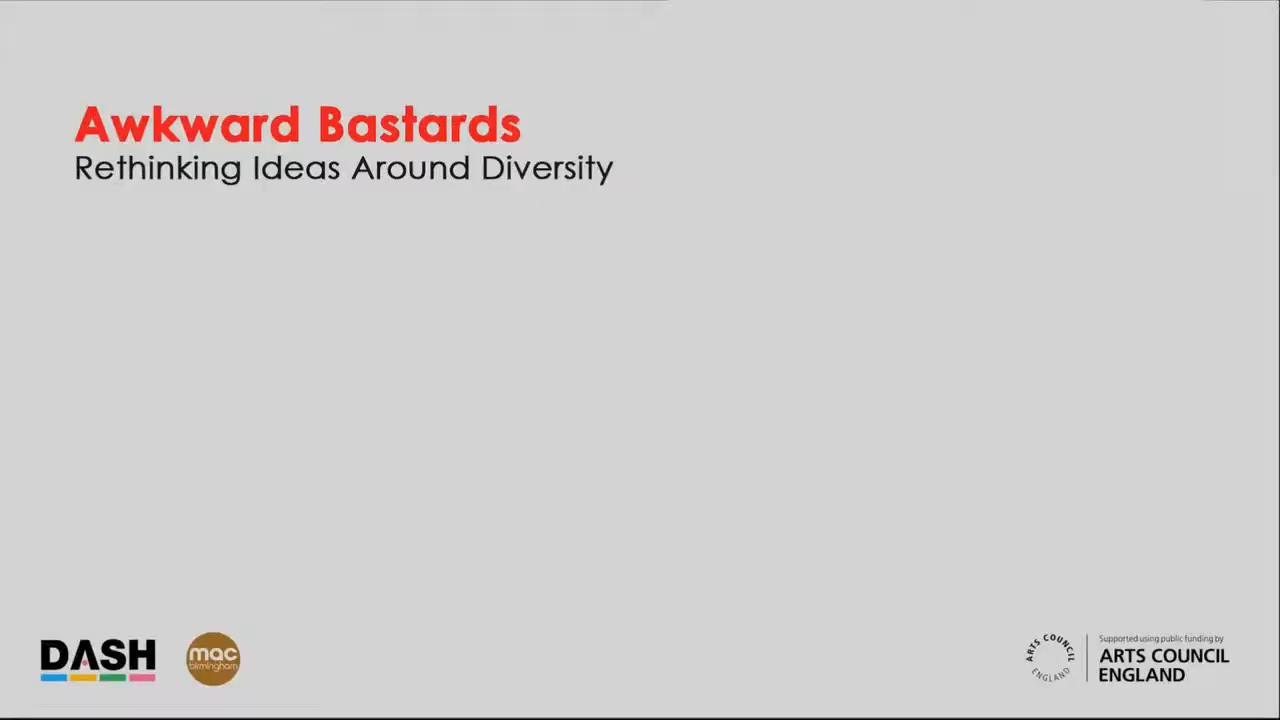 Awkward Bastards
Rethinking Ideas Around Diversity
DASH
mac
birmingham
ARTS COUNCIL
ENGLAND
Supported using public funding by
ARTS COUNCIL
ENGLAND